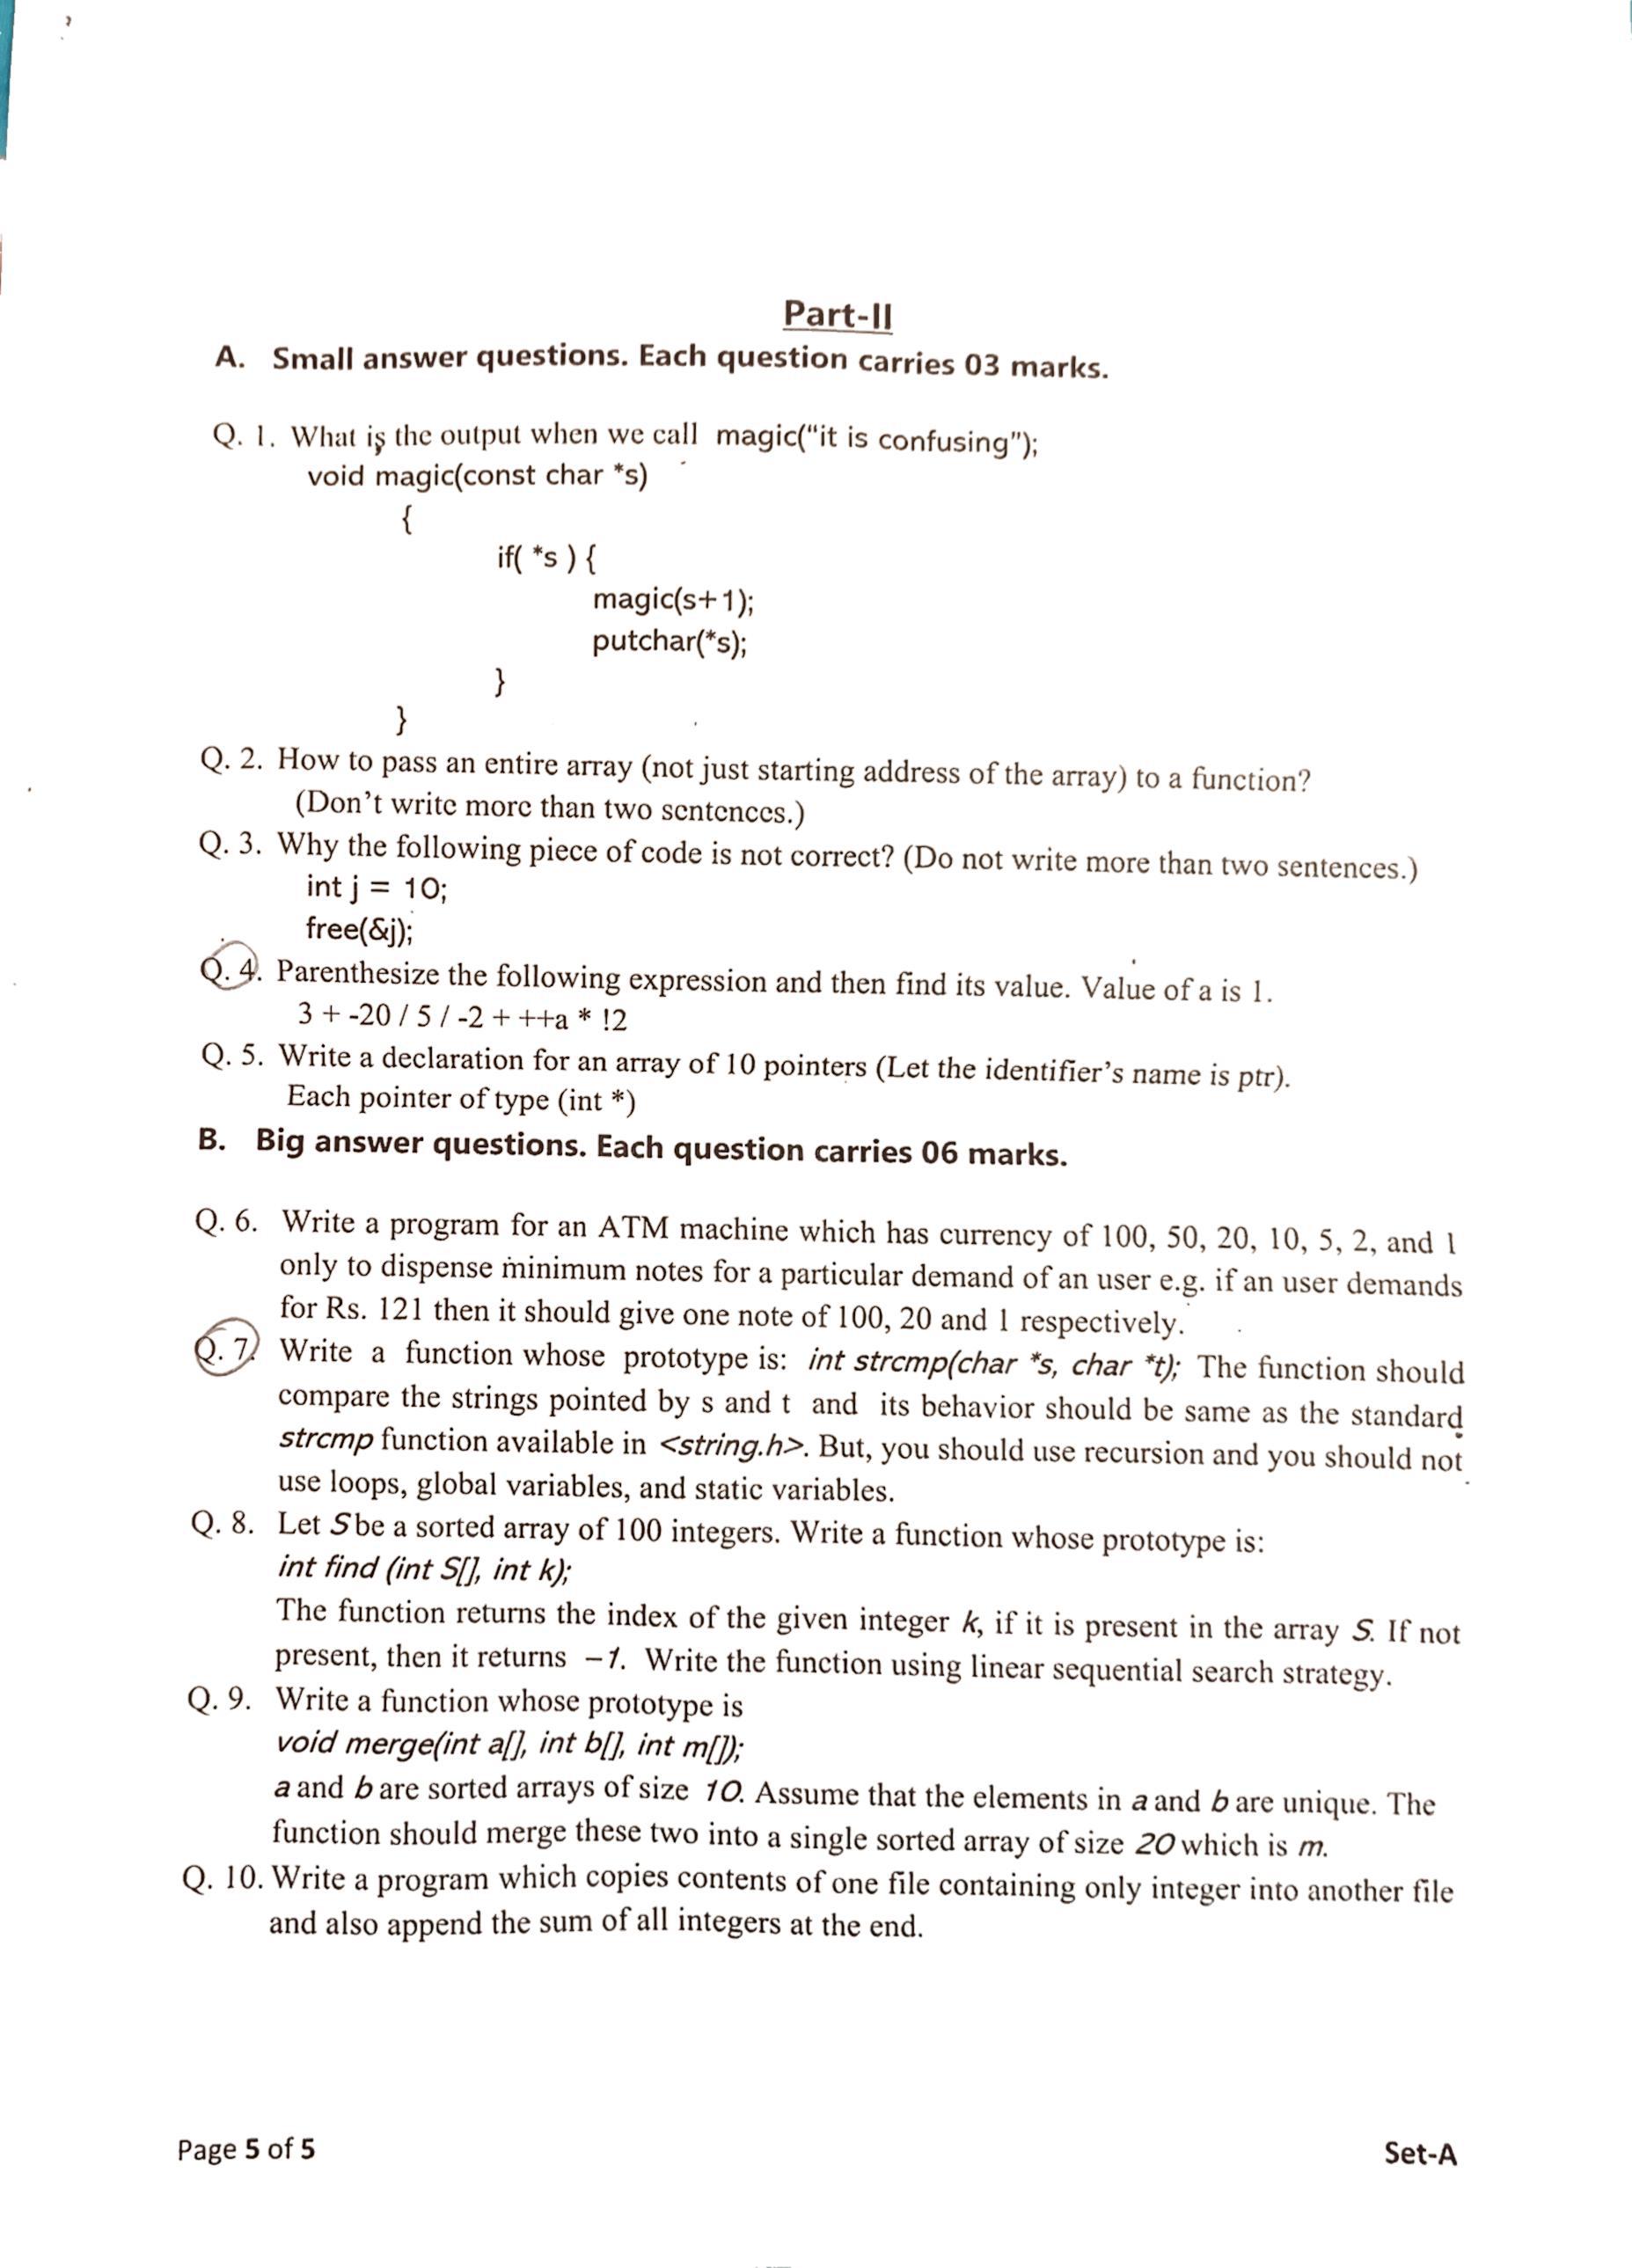 Part-II
A. Small answer questions. Each question carries 03 marks.
Q. 1. What is the output when we call magic("it is confusing");
void magic(const char *s)
{
if( *s ) {
magic(s+1);
putchar(*s);
}
}
Q. 2. How to pass an entire array (not just starting address of the array) to a function?
(Don't write more than two sentences.)
Q. 3. Why the following piece of code is not correct? (Do not write more than two sentences.)
int j = 10;
free(&j);
Q. 4. Parenthesize the following expression and then find its value. Value of a is 1.
3 + -20 / 5 / -2 + ++a * !2
Q. 5. Write a declaration for an array of 10 pointers (Let the identifier's name is ptr).
Each pointer of type (int *)
B. Big answer questions. Each question carries 06 marks.
Q. 6. Write a program for an ATM machine which has currency of 100, 50, 20, 10, 5, 2, and 1
only to dispense minimum notes for a particular demand of an user e.g. if an user demands
for Rs. 121 then it should give one note of 100, 20 and 1 respectively.
Q. 7. Write a function whose prototype is: int strcmp(char *s, char *t); The function should
compare the strings pointed by s and t and its behavior should be same as the standard
strcmp function available in <string.h>. But, you should use recursion and you should not
use loops, global variables, and static variables.
Q. 8. Let S be a sorted array of 100 integers. Write a function whose prototype is:
int find (int S[], int k);
The function returns the index of the given integer k, if it is present in the array S. If not
present, then it returns –1. Write the function using linear sequential search strategy.
Q. 9. Write a function whose prototype is
void merge(int a[], int b[], int m[]);
a and b are sorted arrays of size 10. Assume that the elements in a and b are unique. The
function should merge these two into a single sorted array of size 20 which is m.
Q. 10. Write a program which copies contents of one file containing only integer into another file
and also append the sum of all integers at the end.
Page 5 of 5
Set-A